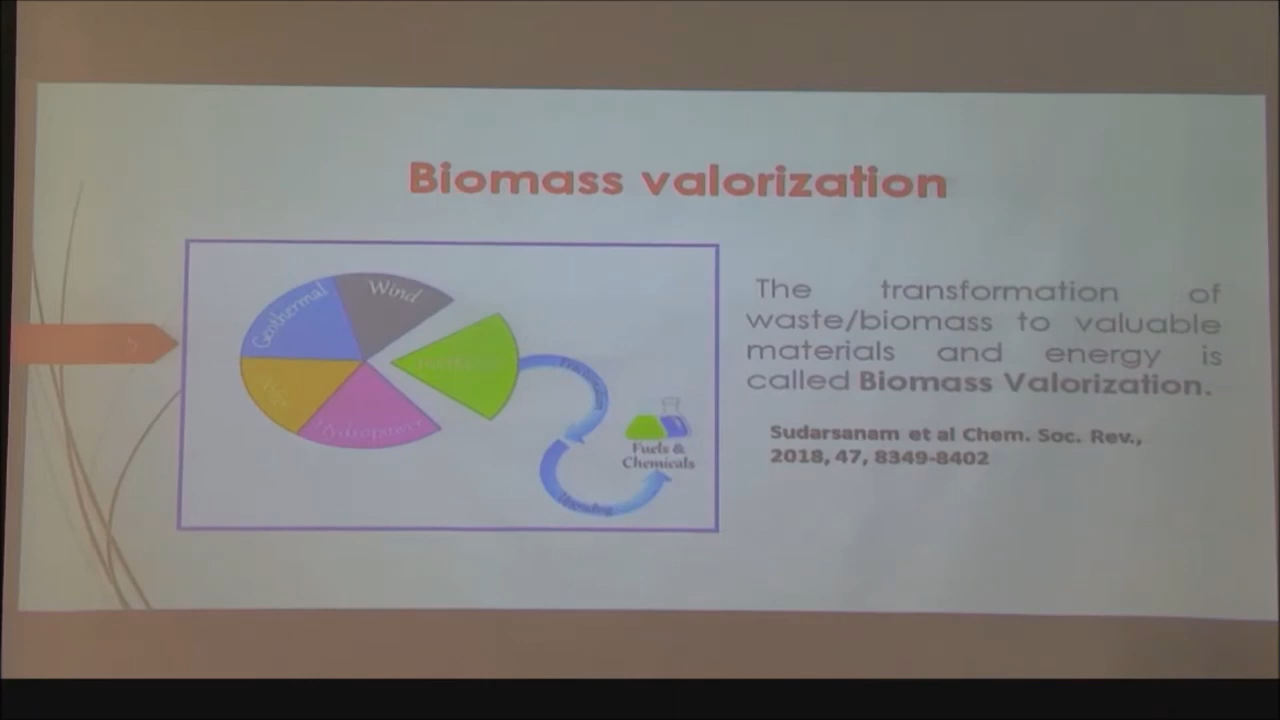 Biomass valorization
Geothermal
Wind
Hydropower
Upgrading
Fuels &
Chemicals
The transformation of
waste/biomass to valuable
materials and energy is
called Biomass Valorization.
Sudarsanam et al Chem. Soc. Rev.,
2018, 47, 8349-8402